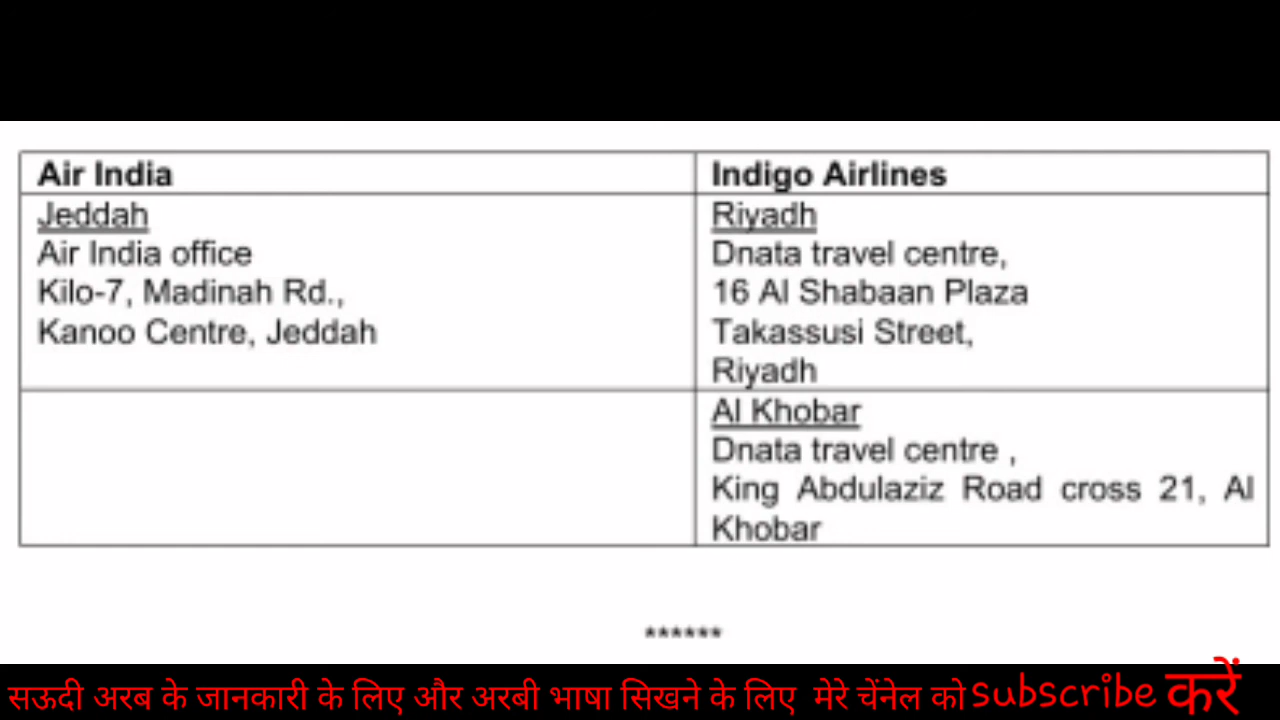 Air India
Indigo Airlines
Jeddah
Air India office
Kilo-7, Madinah Rd.,
Kanoo Centre, Jeddah
Riyadh
Dnata travel centre,
16 Al Shabaan Plaza
Takassusi Street,
Riyadh
Al Khobar
Dnata travel centre ,
King Abdulaziz Road cross 21, Al
Khobar
******
सऊदी अरब के जानकारी के लिए और अरबी भाषा सिखने के लिए मेरे चेंनेल को subscribe करें